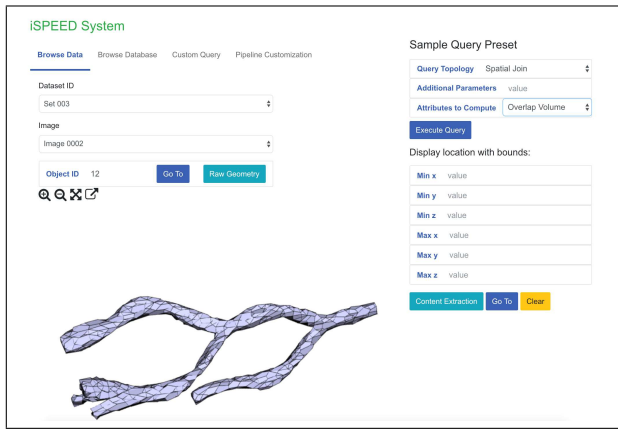 iSPEED System
Browse Data Browse Database Custom Query Pipeline Customization
Dataset ID
Set 003
Image
Image 0002
Object ID 12 Go To Raw Geometry
Sample Query Preset
Query Topology Spatial Join
Additional Parameters value
Attributes to Compute Overlap Volume
Execute Query
Display location with bounds:
Min x value
Min y value
Min z value
Max x value
Max y value
Max z value
Content Extraction Go To Clear